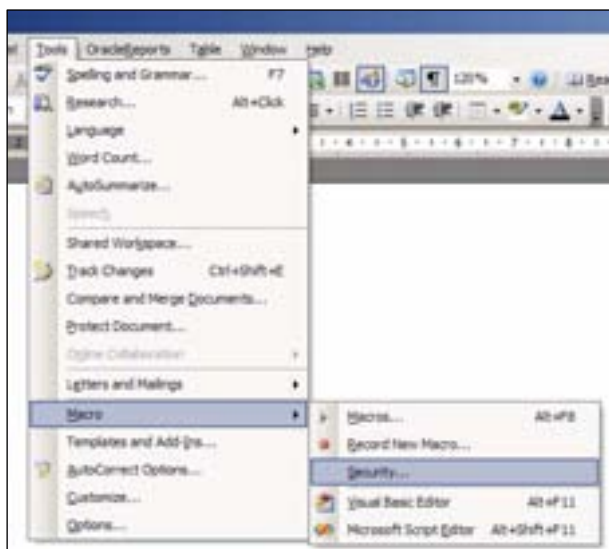 Tools OracleReports Table Window Help
Spelling and Grammar... F7
120%
Research... Alt+Click
Language
Word Count...
AutoSummarize...
Speech
Shared Workspace...
Track Changes Ctrl+Shift+E
Compare and Merge Documents...
Protect Document...
Online Collaboration
Letters and Mailings
Macro
Macros... Alt+F8
Templates and Add-Ins...
Record New Macro...
AutoCorrect Options...
Security...
Customize...
Visual Basic Editor Alt+F11
Options...
Microsoft Script Editor Alt+Shift+F11